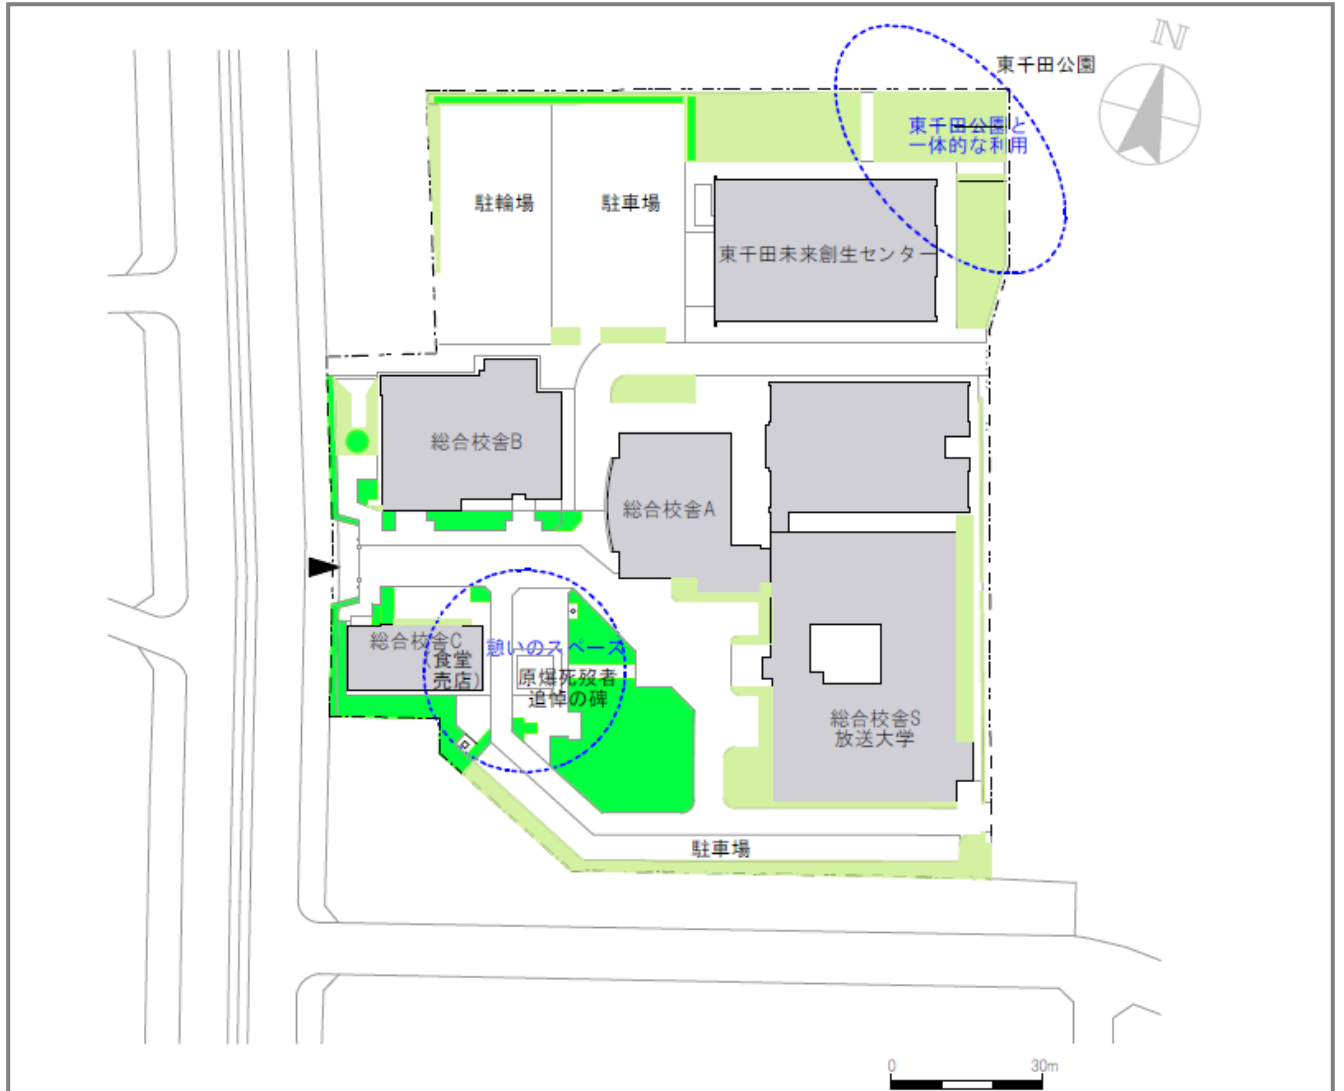 N
東千田公園
東千田公園と
一体的な利用
駐輪場
駐車場
東千田未来創生センター
総合校舎B
総合校舎A
総合校舎C
(食堂
売店)
憩いのスペース
原爆死歿者
追悼の碑
総合校舎S
放送大学
駐車場
0 30m